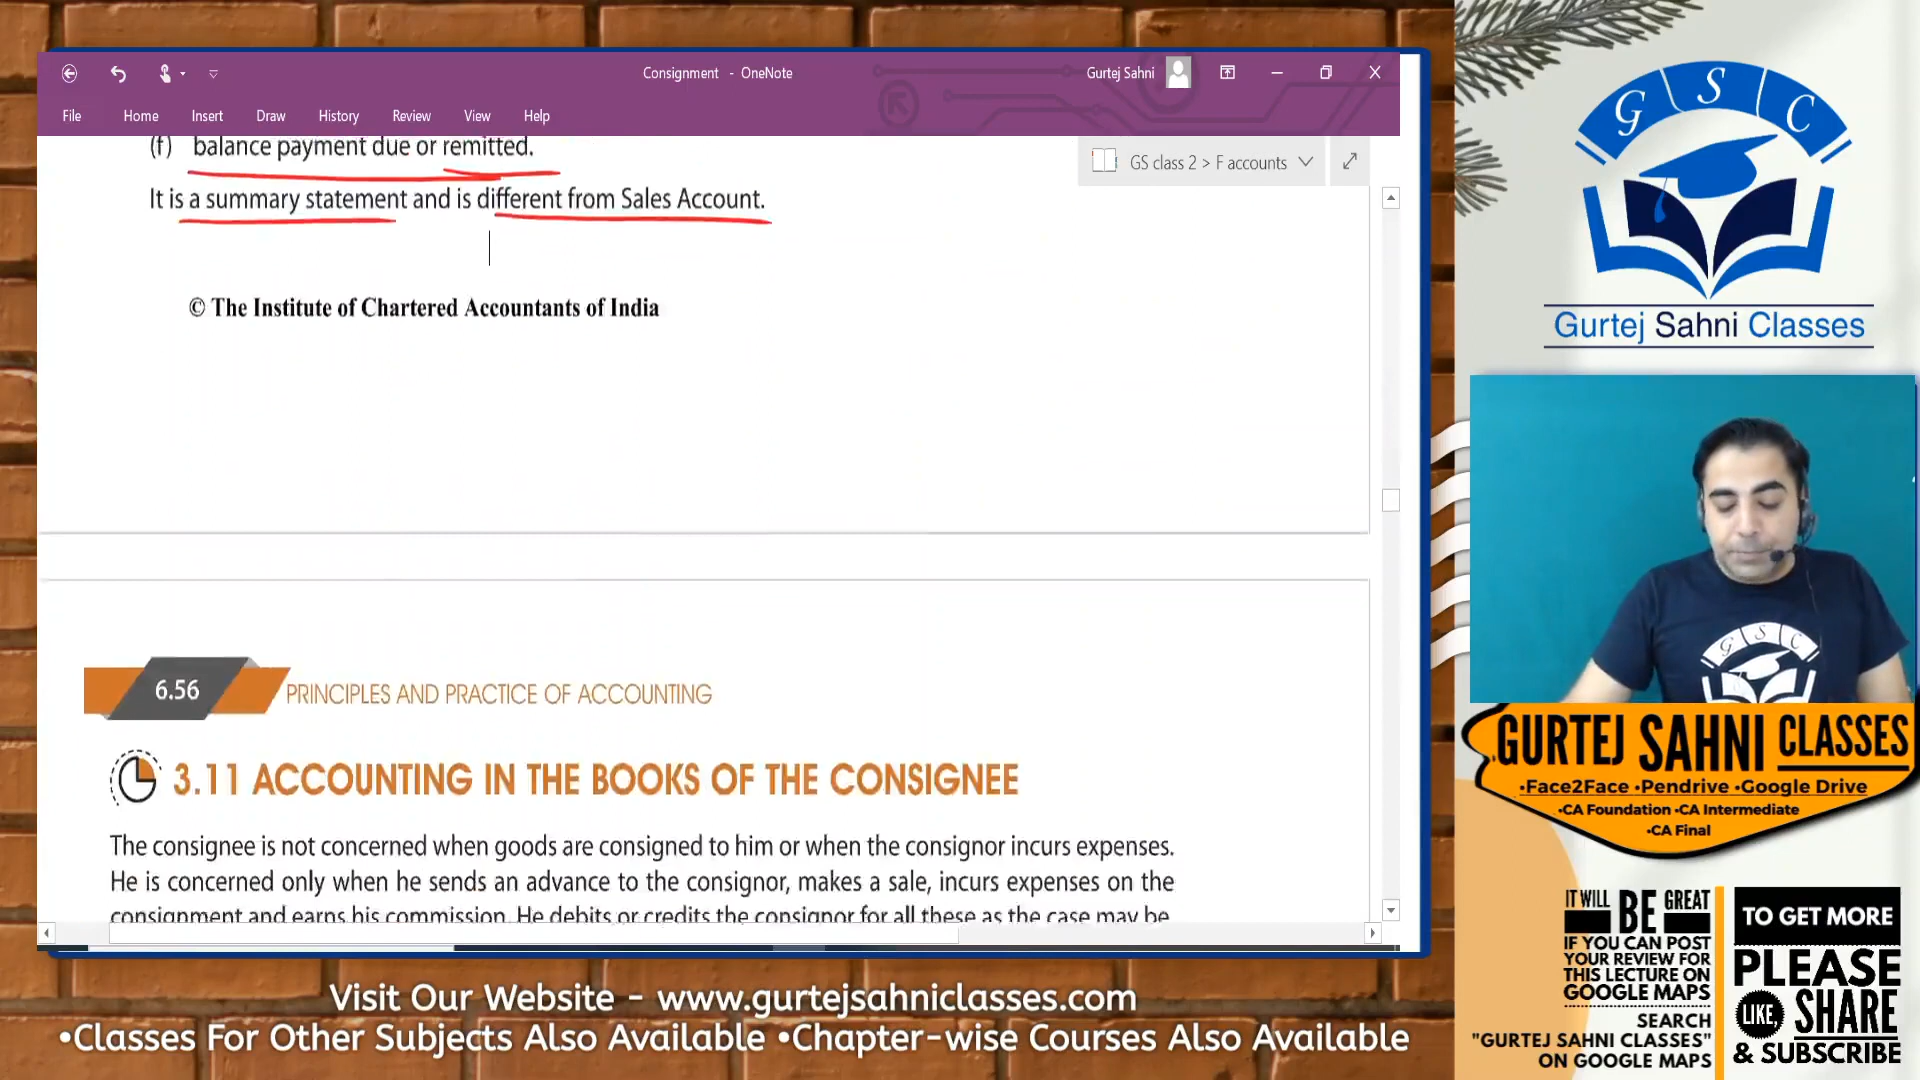 Consignment - OneNote
Gurtej Sahni
File Home Insert Draw History Review View Help
(f) balance payment due or remitted.
GS class 2 > F accounts
It is a summary statement and is different from Sales Account.
© The Institute of Chartered Accountants of India
6.56 PRINCIPLES AND PRACTICE OF ACCOUNTING
3.11 ACCOUNTING IN THE BOOKS OF THE CONSIGNEE
The consignee is not concerned when goods are consigned to him or when the consignor incurs expenses.
He is concerned only when he sends an advance to the consignor, makes a sale, incurs expenses on the
consignment and earns his commission. He debits or credits the consignor for all these as the case may be
G S C
Gurtej Sahni Classes
G S C
GURTEJ SAHNI CLASSES
•Face2Face •Pendrive •Google Drive
•CA Foundation •CA Intermediate
•CA Final
IT WILL BE GREAT
IF YOU CAN POST
YOUR REVIEW FOR
THIS LECTURE ON
GOOGLE MAPS
SEARCH
"GURTEJ SAHNI CLASSES"
ON GOOGLE MAPS
TO GET MORE
PLEASE
LIKE, SHARE
& SUBSCRIBE
Visit Our Website - www.gurtejsahniclasses.com
•Classes For Other Subjects Also Available •Chapter-wise Courses Also Available